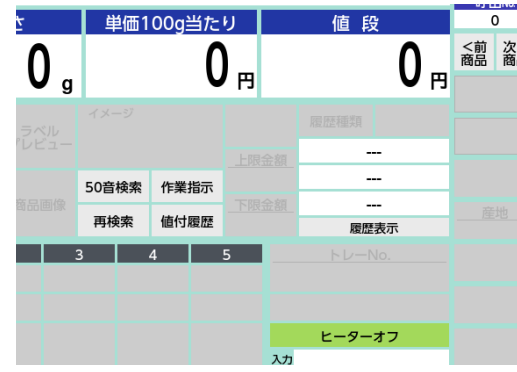 さ 単価100g当たり 値 段
0 g 0 円 0 円
0
<前 商品
次 商
イメージ
ラベル
プレビュー
履歴種類
上限金額
---
---
---
下限金額
50音検索 作業指示
再検索 値付履歴
商品画像
履歴表示
産地
3 4 5
トレーNo.
ヒーターオフ
入力